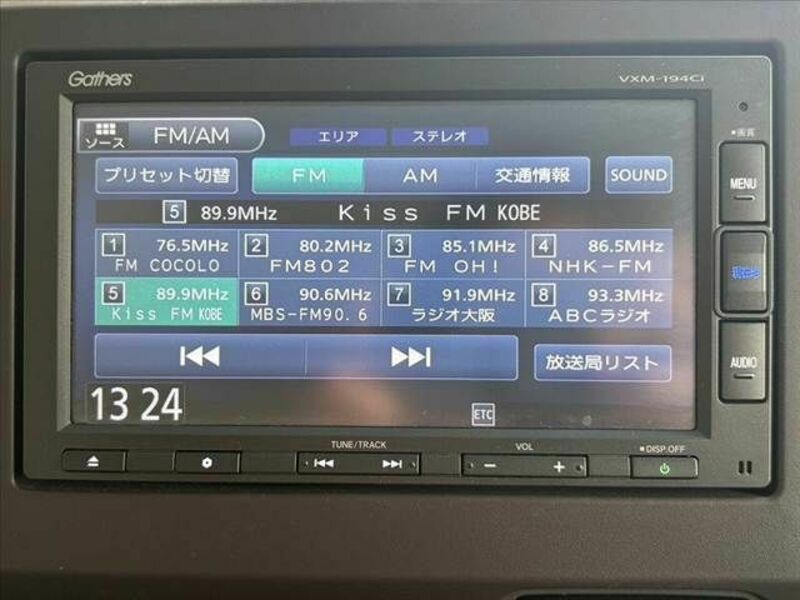 Gathers VXM-194Ci
ソース FM/AM エリア ステレオ
■画質
プリセット切替 FM AM 交通情報 SOUND
MENU
5 89.9MHz Kiss FM KOBE
1 76.5MHz 2 80.2MHz 3 85.1MHz 4 86.5MHz
FM COCOLO FM802 FM OH! NHK-FM
現在地
5 89.9MHz 6 90.6MHz 7 91.9MHz 8 93.3MHz
Kiss FM KOBE MBS-FM90.6 ラジオ大阪 ABCラジオ
放送局リスト
AUDIO
13 24 ETC
TUNE/TRACK VOL ■DISP.OFF